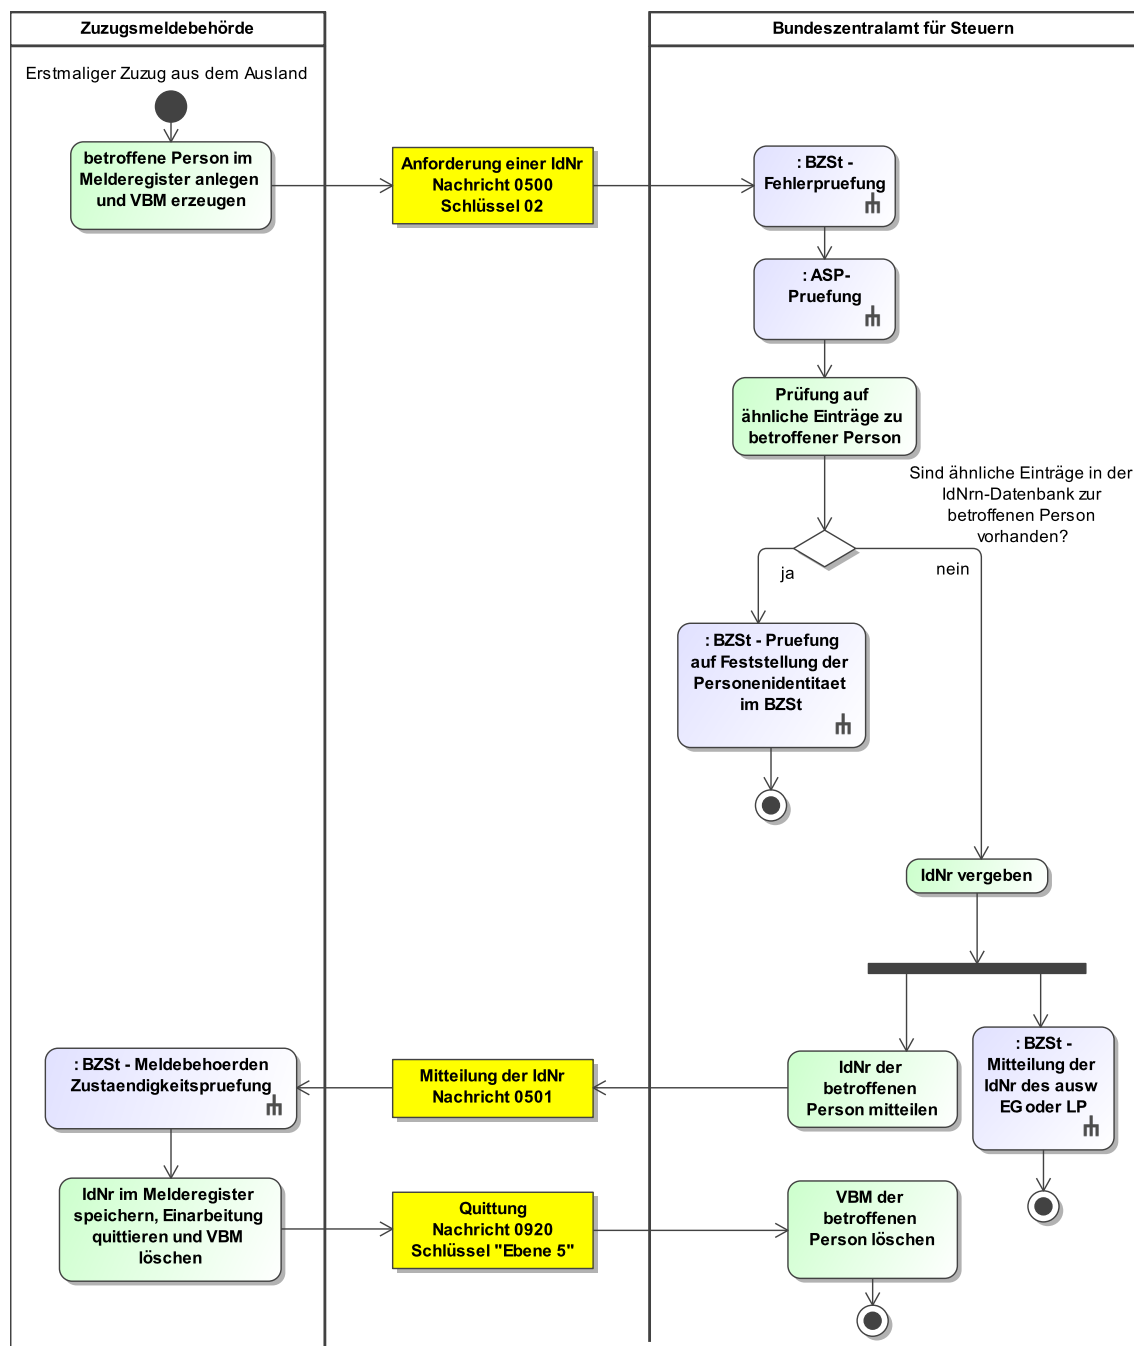 Zuzugsmeldebehörde
Bundeszentralamt für Steuern
Erstmaliger Zuzug aus dem Ausland
betroffene Person im
Melderegister anlegen
und VBM erzeugen
Anforderung einer IdNr
Nachricht 0500
Schlüssel 02
: BZSt -
Fehlerpruefung
: ASP-
Pruefung
Prüfung auf
ähnliche Einträge zu
betroffener Person
Sind ähnliche Einträge in der
IdNrn-Datenbank zur
betroffenen Person
vorhanden?
ja
nein
: BZSt - Pruefung
auf Feststellung der
Personenidentitaet
im BZSt
IdNr vergeben
: BZSt - Meldebehoerden
Zustaendigkeitspruefung
Mitteilung der IdNr
Nachricht 0501
IdNr der
betroffenen
Person mitteilen
: BZSt -
Mitteilung der
IdNr des ausw
EG oder LP
IdNr im Melderegister
speichern, Einarbeitung
quittieren und VBM
löschen
Quittung
Nachricht 0920
Schlüssel "Ebene 5"
VBM der
betroffenen
Person löschen